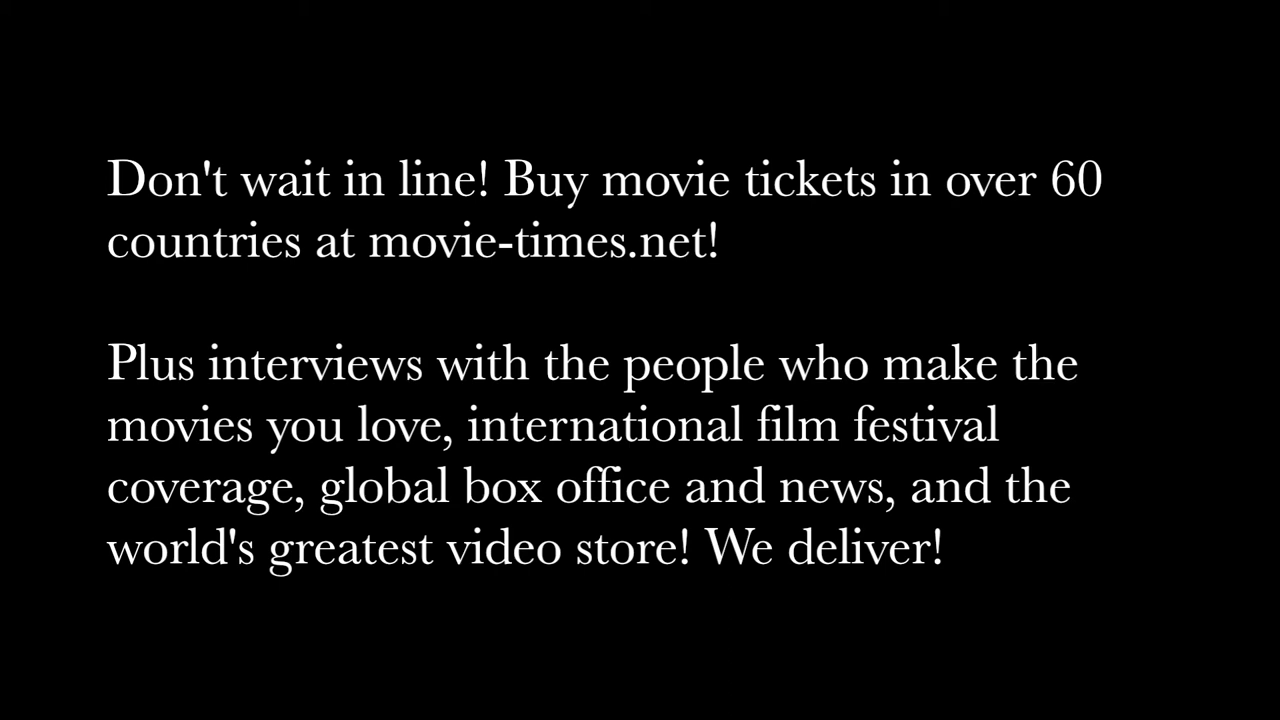 Don't wait in line! Buy movie tickets in over 60
countries at movie-times.net!
Plus interviews with the people who make the
movies you love, international film festival
coverage, global box office and news, and the
world's greatest video store! We deliver!